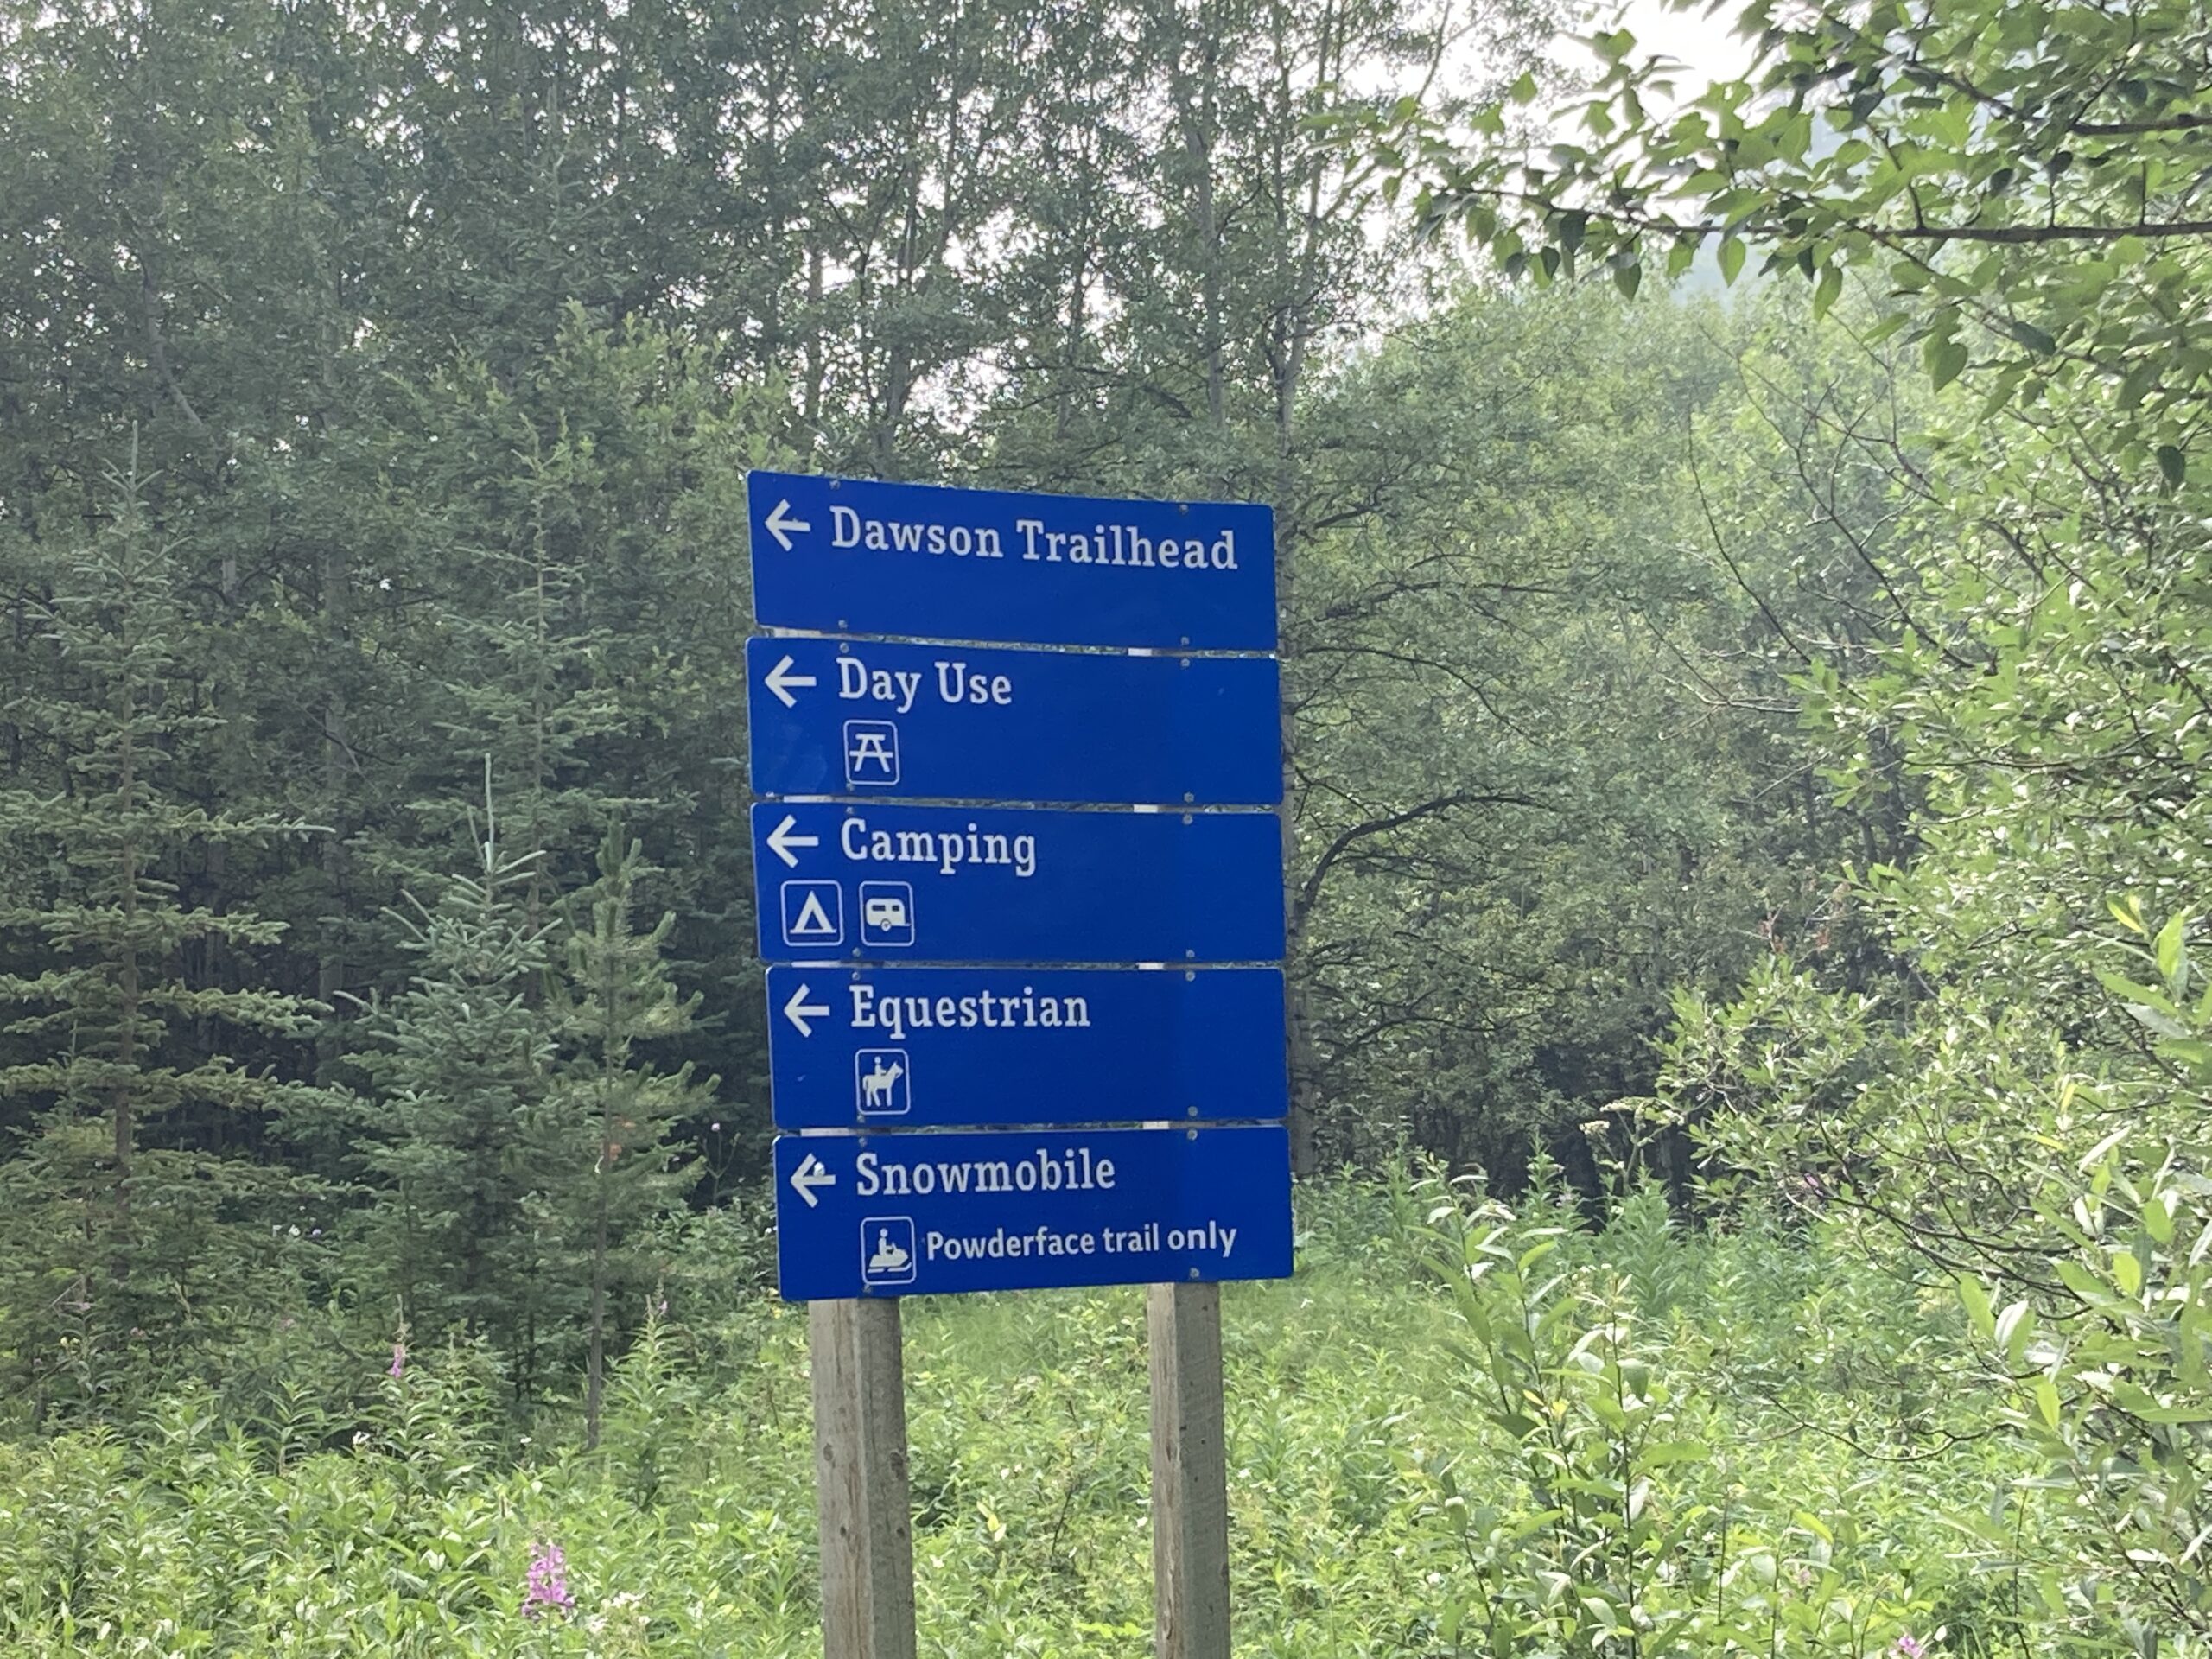 ← Dawson Trailhead
← Day Use
← Camping
← Equestrian
← Snowmobile
Powderface trail only